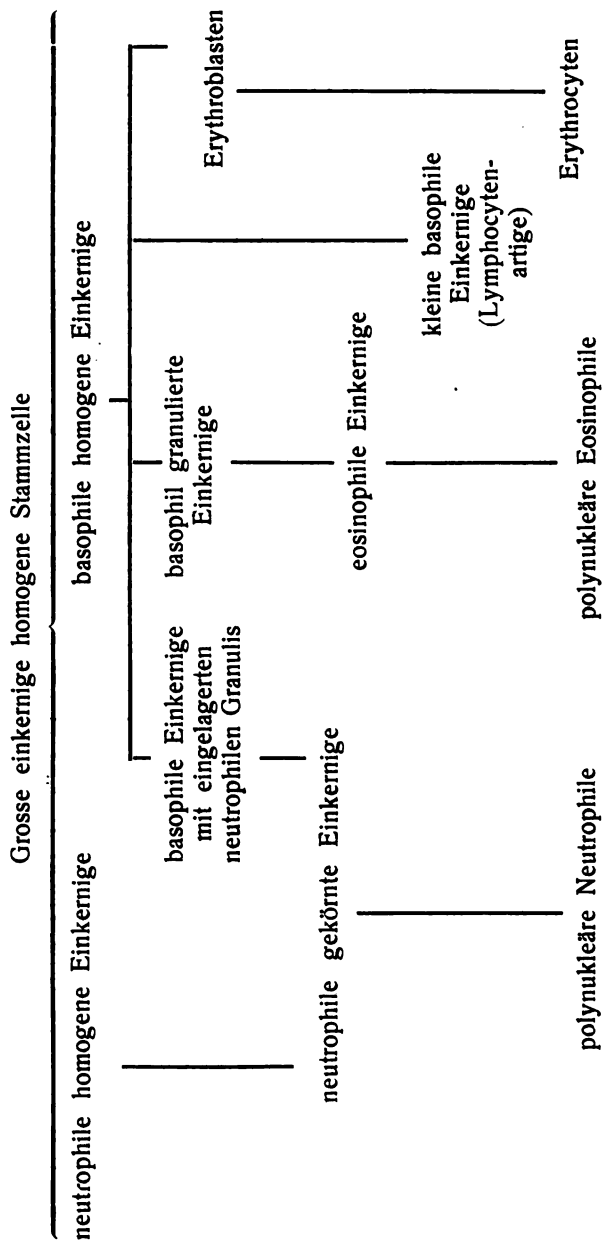 Grosse einkernige homogene Stammzelle
neutrophile homogene Einkernige
basophile homogene Einkernige
basophile Einkernige
mit eingelagerten
neutrophilen Granulis
basophil granulierte
Einkernige
Erythroblasten
neutrophile gekörnte Einkernige
eosinophile Einkernige
kleine basophile
Einkernige
(Lymphocyten-
artige)
polynukleäre Neutrophile
polynukleäre Eosinophile
Erythrocyten